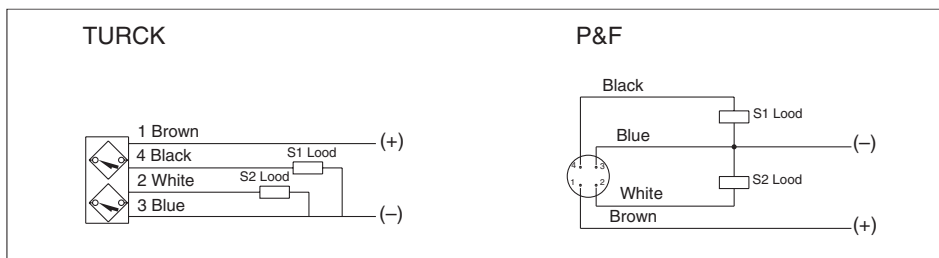 TURCK
1 Brown
(+)
4 Black
S1 Lood
2 White
S2 Lood
3 Blue
(–)
P&F
Black
S1 Lood
Blue
(–)
4 3
1 2
S2 Lood
White
Brown
(+)